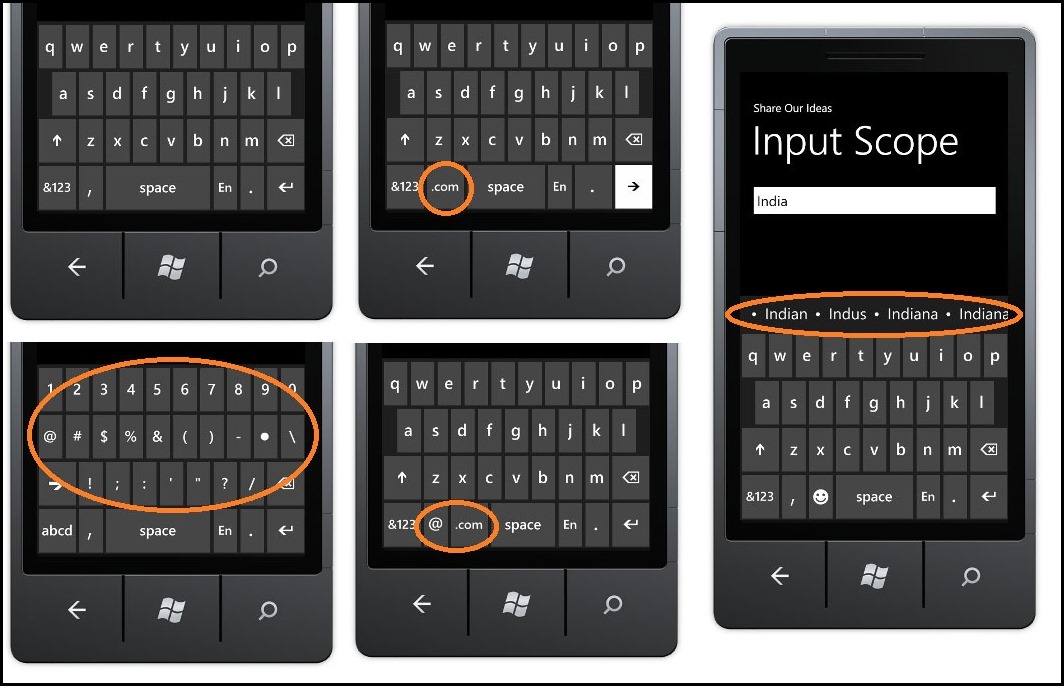 q w e r t y u i o p
a s d f g h j k l
z x c v b n m
&123 , space En .
q w e r t y u i o p
a s d f g h j k l
z x c v b n m
&123 .com space En .
Share Our Ideas
Input Scope
India
• Indian • Indus • Indiana • Indiana
q w e r t y u i o p
a s d f g h j k l
z x c v b n m
&123 , space En .
1 2 3 4 5 6 7 8 9 0
@ # $ % & ( ) - ● \
! ; : ' " ? /
abcd , space En .
q w e r t y u i o p
a s d f g h j k l
z x c v b n m
&123 @ .com space En .